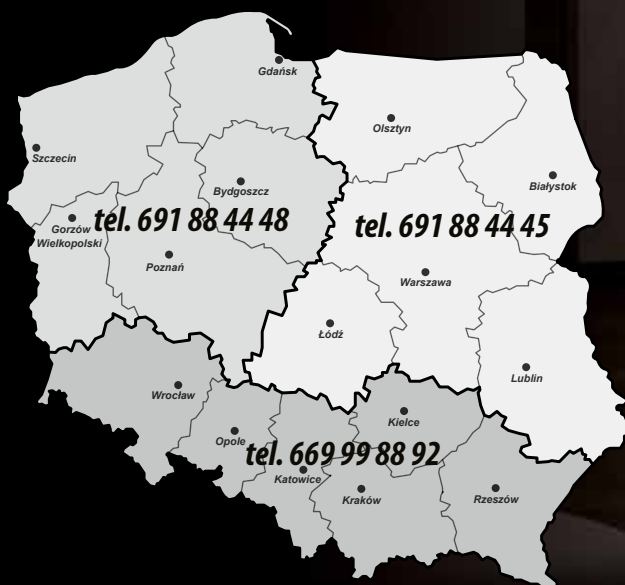 Gdańsk
Olsztyn
Szczecin
Białystok
Bydgoszcz
Gorzów
Wielkopolski
tel. 691 88 44 48
tel. 691 88 44 45
Poznań
Warszawa
Łódź
Lublin
Wrocław
Kielce
Opole
tel. 669 99 88 92
Katowice
Kraków
Rzeszów